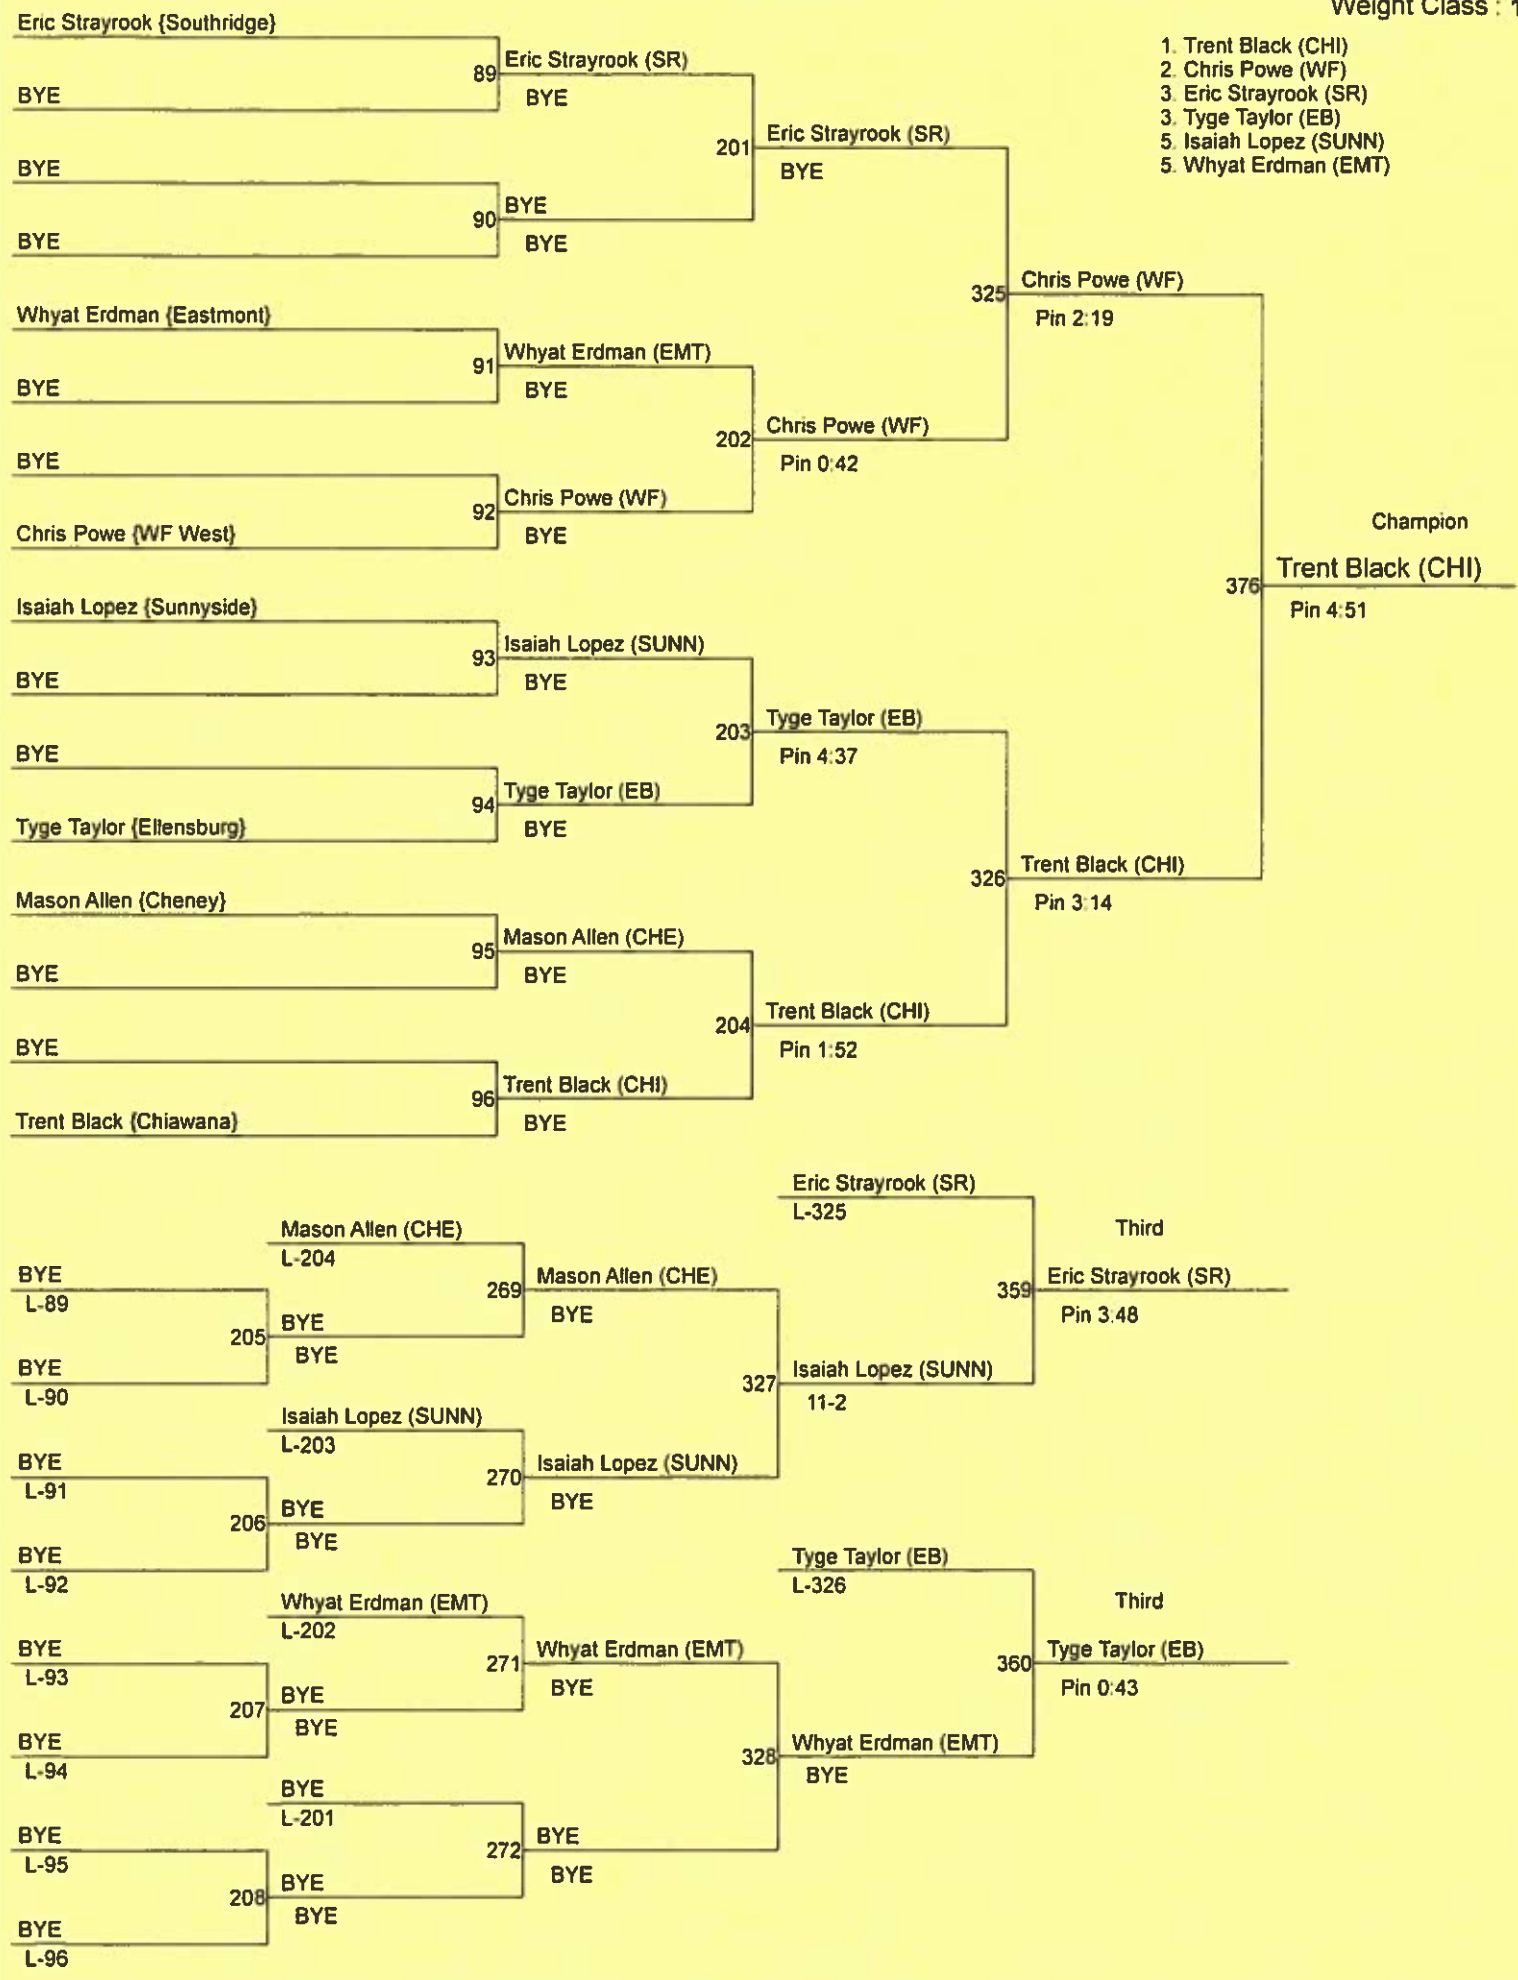 Weight Class : 1
1. Trent Black (CHI)
2. Chris Powe (WF)
3. Eric Strayrook (SR)
3. Tyge Taylor (EB)
5. Isaiah Lopez (SUNN)
5. Whyat Erdman (EMT)
Eric Strayrook {Southridge}
BYE
BYE
BYE
Whyat Erdman {Eastmont}
BYE
BYE
Chris Powe {WF West}
Isaiah Lopez {Sunnyside}
BYE
BYE
Tyge Taylor {Ellensburg}
Mason Allen {Cheney}
BYE
BYE
Trent Black {Chiawana}
89 Eric Strayrook (SR)
BYE
90 BYE
BYE
91 Whyat Erdman (EMT)
BYE
92 Chris Powe (WF)
BYE
93 Isaiah Lopez (SUNN)
BYE
94 Tyge Taylor (EB)
BYE
95 Mason Allen (CHE)
BYE
96 Trent Black (CHI)
BYE
201 Eric Strayrook (SR)
BYE
202 Chris Powe (WF)
Pin 0:42
203 Tyge Taylor (EB)
Pin 4:37
204 Trent Black (CHI)
Pin 1:52
325 Chris Powe (WF)
Pin 2:19
326 Trent Black (CHI)
Pin 3:14
Champion
376 Trent Black (CHI)
Pin 4:51
BYE
L-89
BYE
L-90
BYE
L-91
BYE
L-92
BYE
L-93
BYE
L-94
BYE
L-95
BYE
L-96
Mason Allen (CHE)
L-204
205 BYE
BYE
Isaiah Lopez (SUNN)
L-203
206 BYE
BYE
Whyat Erdman (EMT)
L-202
207 BYE
BYE
BYE
L-201
208 BYE
BYE
269 Mason Allen (CHE)
BYE
270 Isaiah Lopez (SUNN)
BYE
271 Whyat Erdman (EMT)
BYE
272 BYE
BYE
Eric Strayrook (SR)
L-325
327 Isaiah Lopez (SUNN)
11-2
Tyge Taylor (EB)
L-326
328 Whyat Erdman (EMT)
BYE
Third
359 Eric Strayrook (SR)
Pin 3:48
Third
360 Tyge Taylor (EB)
Pin 0:43